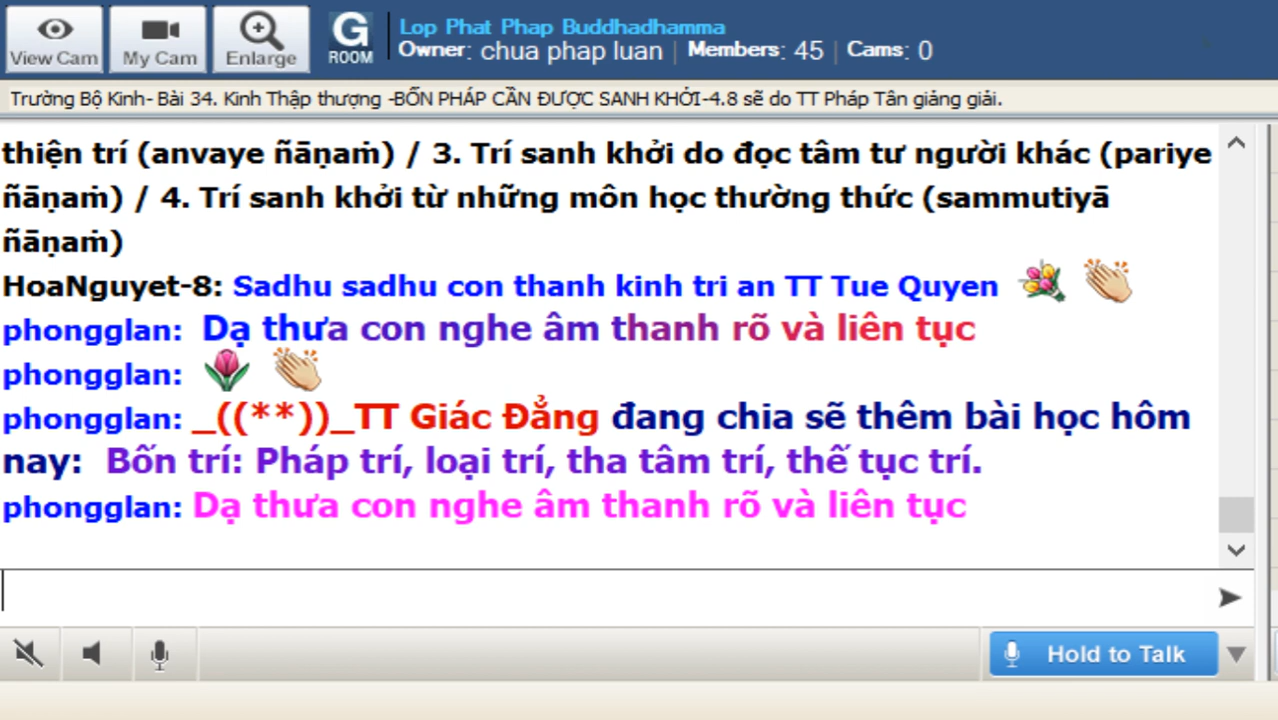 Lop Phat Phap Buddhadhamma
View Cam My Cam Enlarge G ROOM Owner: chua phap luan | Members: 45 | Cams: 0
Trường Bộ Kinh- Bài 34. Kinh Thập thượng -BỐN PHÁP CẦN ĐƯỢC SANH KHỞI-4.8 sẽ do TT Pháp Tân giảng giải.
thiện trí (anvaye ñāṇaṁ) / 3. Trí sanh khởi do đọc tâm tư người khác (pariye
ñāṇaṁ) / 4. Trí sanh khởi từ những môn học thường thức (sammutiyā
ñāṇaṁ)
HoaNguyet-8: Sadhu sadhu con thanh kinh tri an TT Tue Quyen
phongglan: Dạ thưa con nghe âm thanh rõ và liên tục
phongglan:
phongglan: _((**))_TT Giác Đẳng đang chia sẽ thêm bài học hôm
nay: Bốn trí: Pháp trí, loại trí, tha tâm trí, thế tục trí.
phongglan: Dạ thưa con nghe âm thanh rõ và liên tục
Hold to Talk